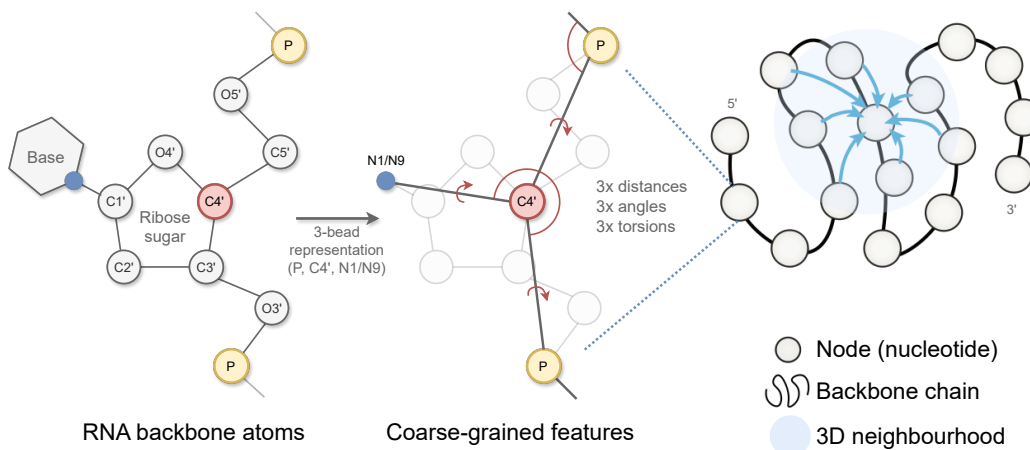 P
O5'
Base
O4'
C5'
C1'
C4'
Ribose
sugar
C2'
C3'
O3'
P
RNA backbone atoms
3-bead
representation
(P, C4', N1/N9)
P
N1/N9
C4'
3x distances
3x angles
3x torsions
P
Coarse-grained features
5'
3'
Node (nucleotide)
Backbone chain
3D neighbourhood